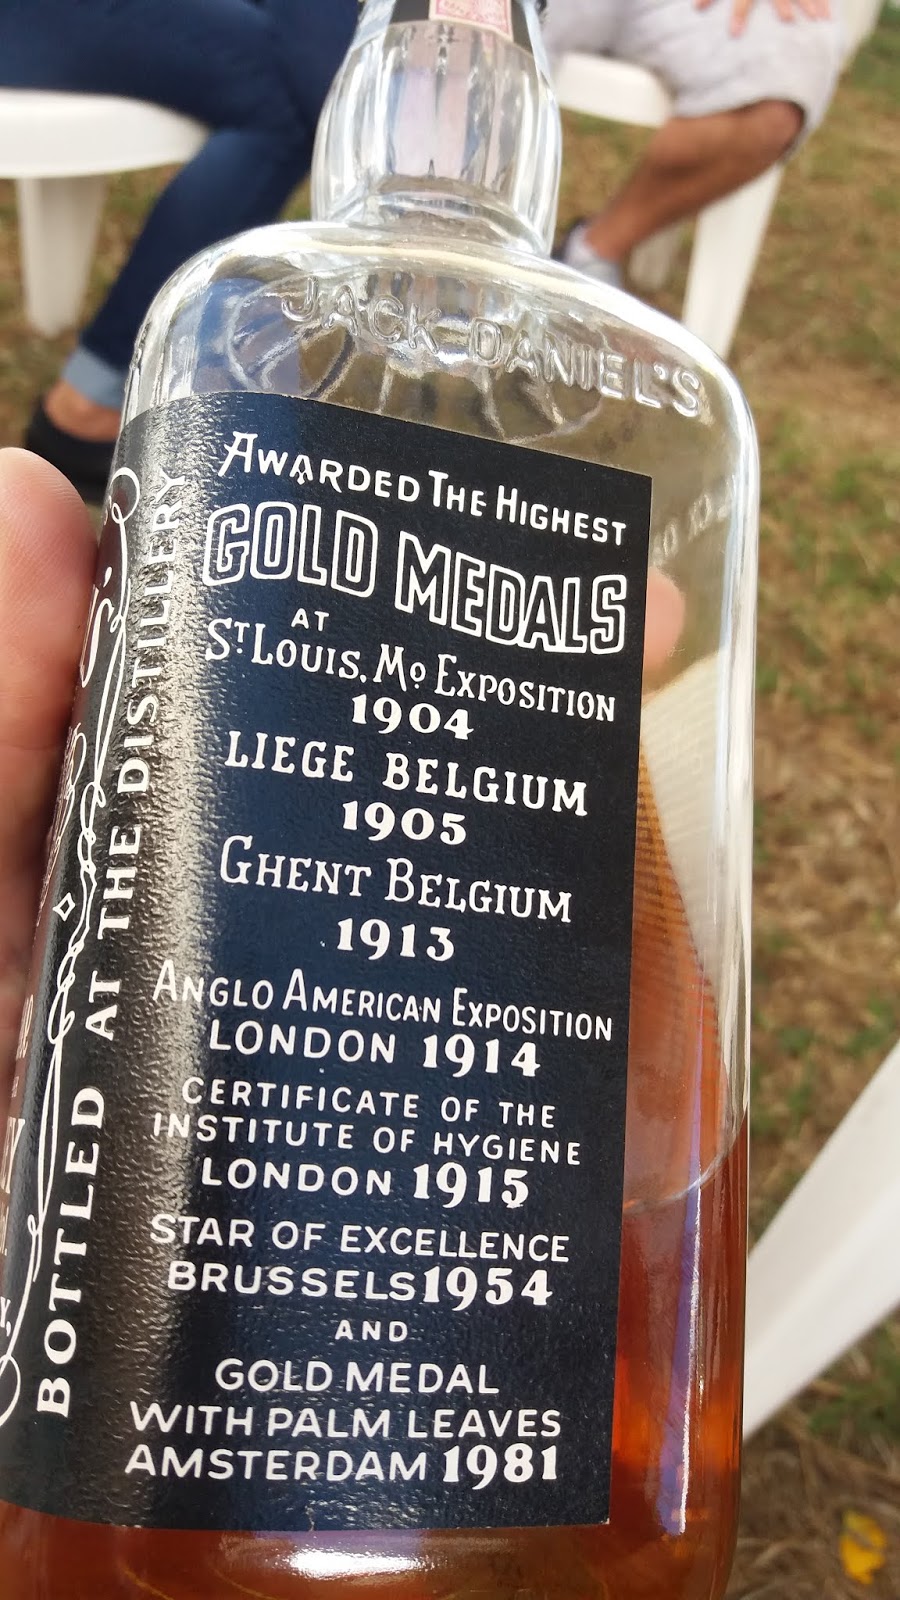 JACK DANIEL'S
AWARDED THE HIGHEST
GOLD MEDALS
AT
ST. LOUIS, MO EXPOSITION
1904
LIEGE BELGIUM
1905
GHENT BELGIUM
1913
ANGLO AMERICAN EXPOSITION
LONDON 1914
CERTIFICATE OF THE
INSTITUTE OF HYGIENE
LONDON 1915
STAR OF EXCELLENCE
BRUSSELS 1954
AND
GOLD MEDAL
WITH PALM LEAVES
AMSTERDAM 1981
BOTTLED AT THE DISTILLERY